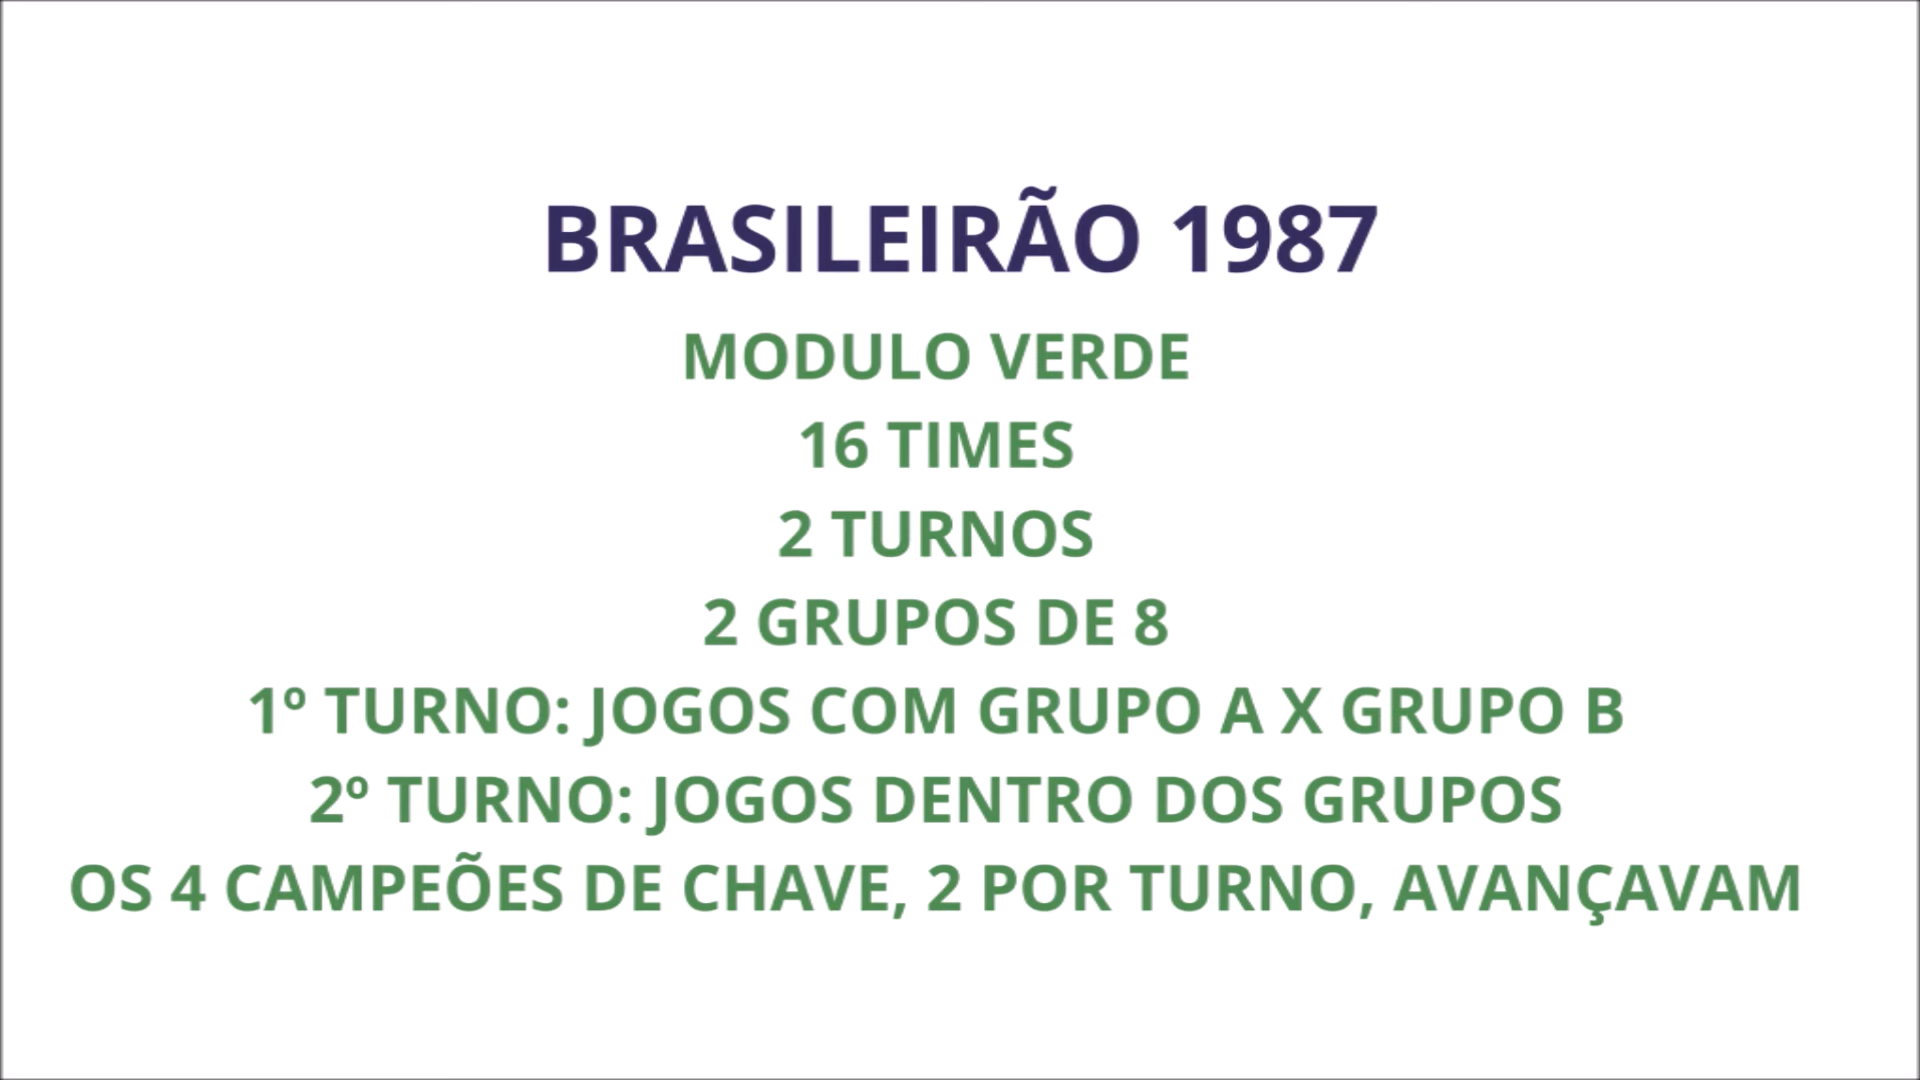 BRASILEIRÃO 1987
MODULO VERDE
16 TIMES
2 TURNOS
2 GRUPOS DE 8
1º TURNO: JOGOS COM GRUPO A X GRUPO B
2º TURNO: JOGOS DENTRO DOS GRUPOS
OS 4 CAMPEÕES DE CHAVE, 2 POR TURNO, AVANÇAVAM